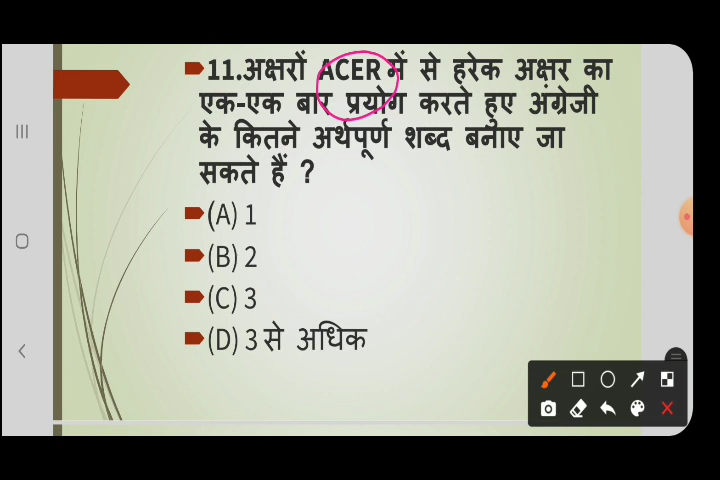 11.अक्षरों ACER में से हरेक अक्षर का
एक-एक बार प्रयोग करते हुए अंग्रेजी
के कितने अर्थपूर्ण शब्द बनाए जा
सकते हैं ?
(A) 1
(B) 2
(C) 3
(D) 3 से अधिक